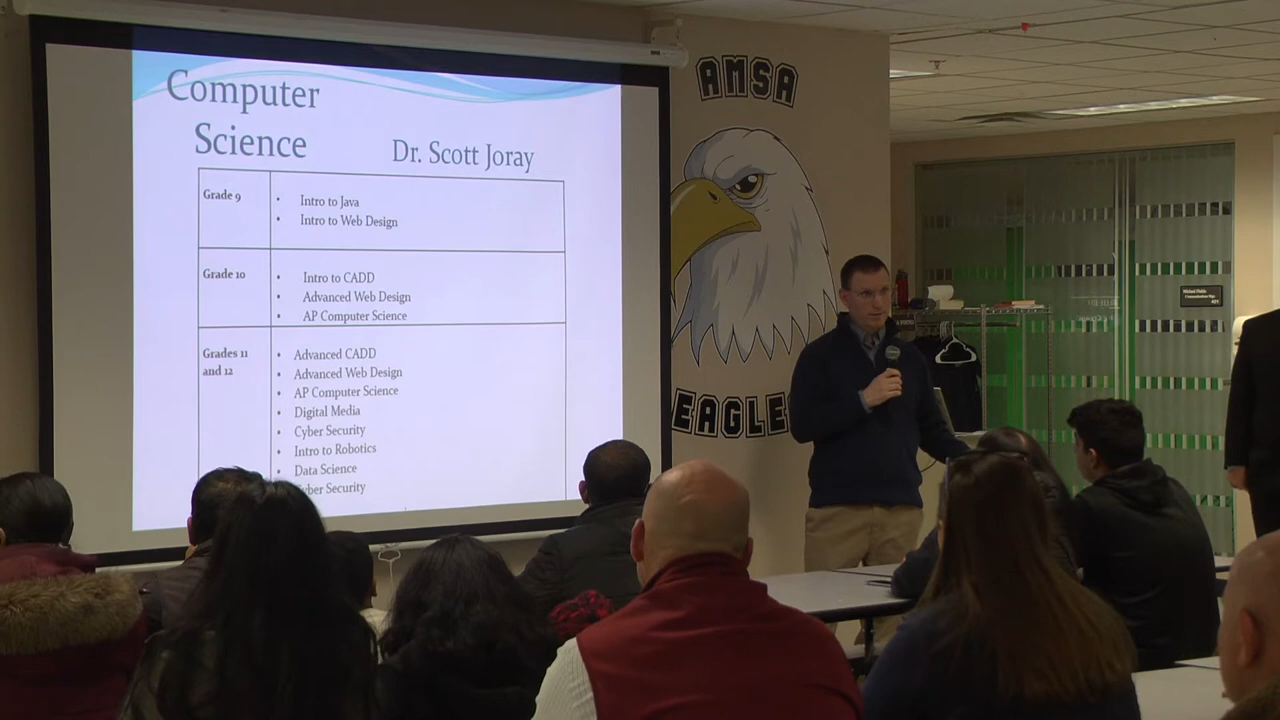 Computer
Science
Dr. Scott Joray
Grade 9
• Intro to Java
• Intro to Web Design
Grade 10
• Intro to CADD
• Advanced Web Design
• AP Computer Science
Grades 11
and 12
• Advanced CADD
• Advanced Web Design
• AP Computer Science
• Digital Media
• Cyber Security
• Intro to Robotics
• Data Science
• Cyber Security
AMSA
EAGLE